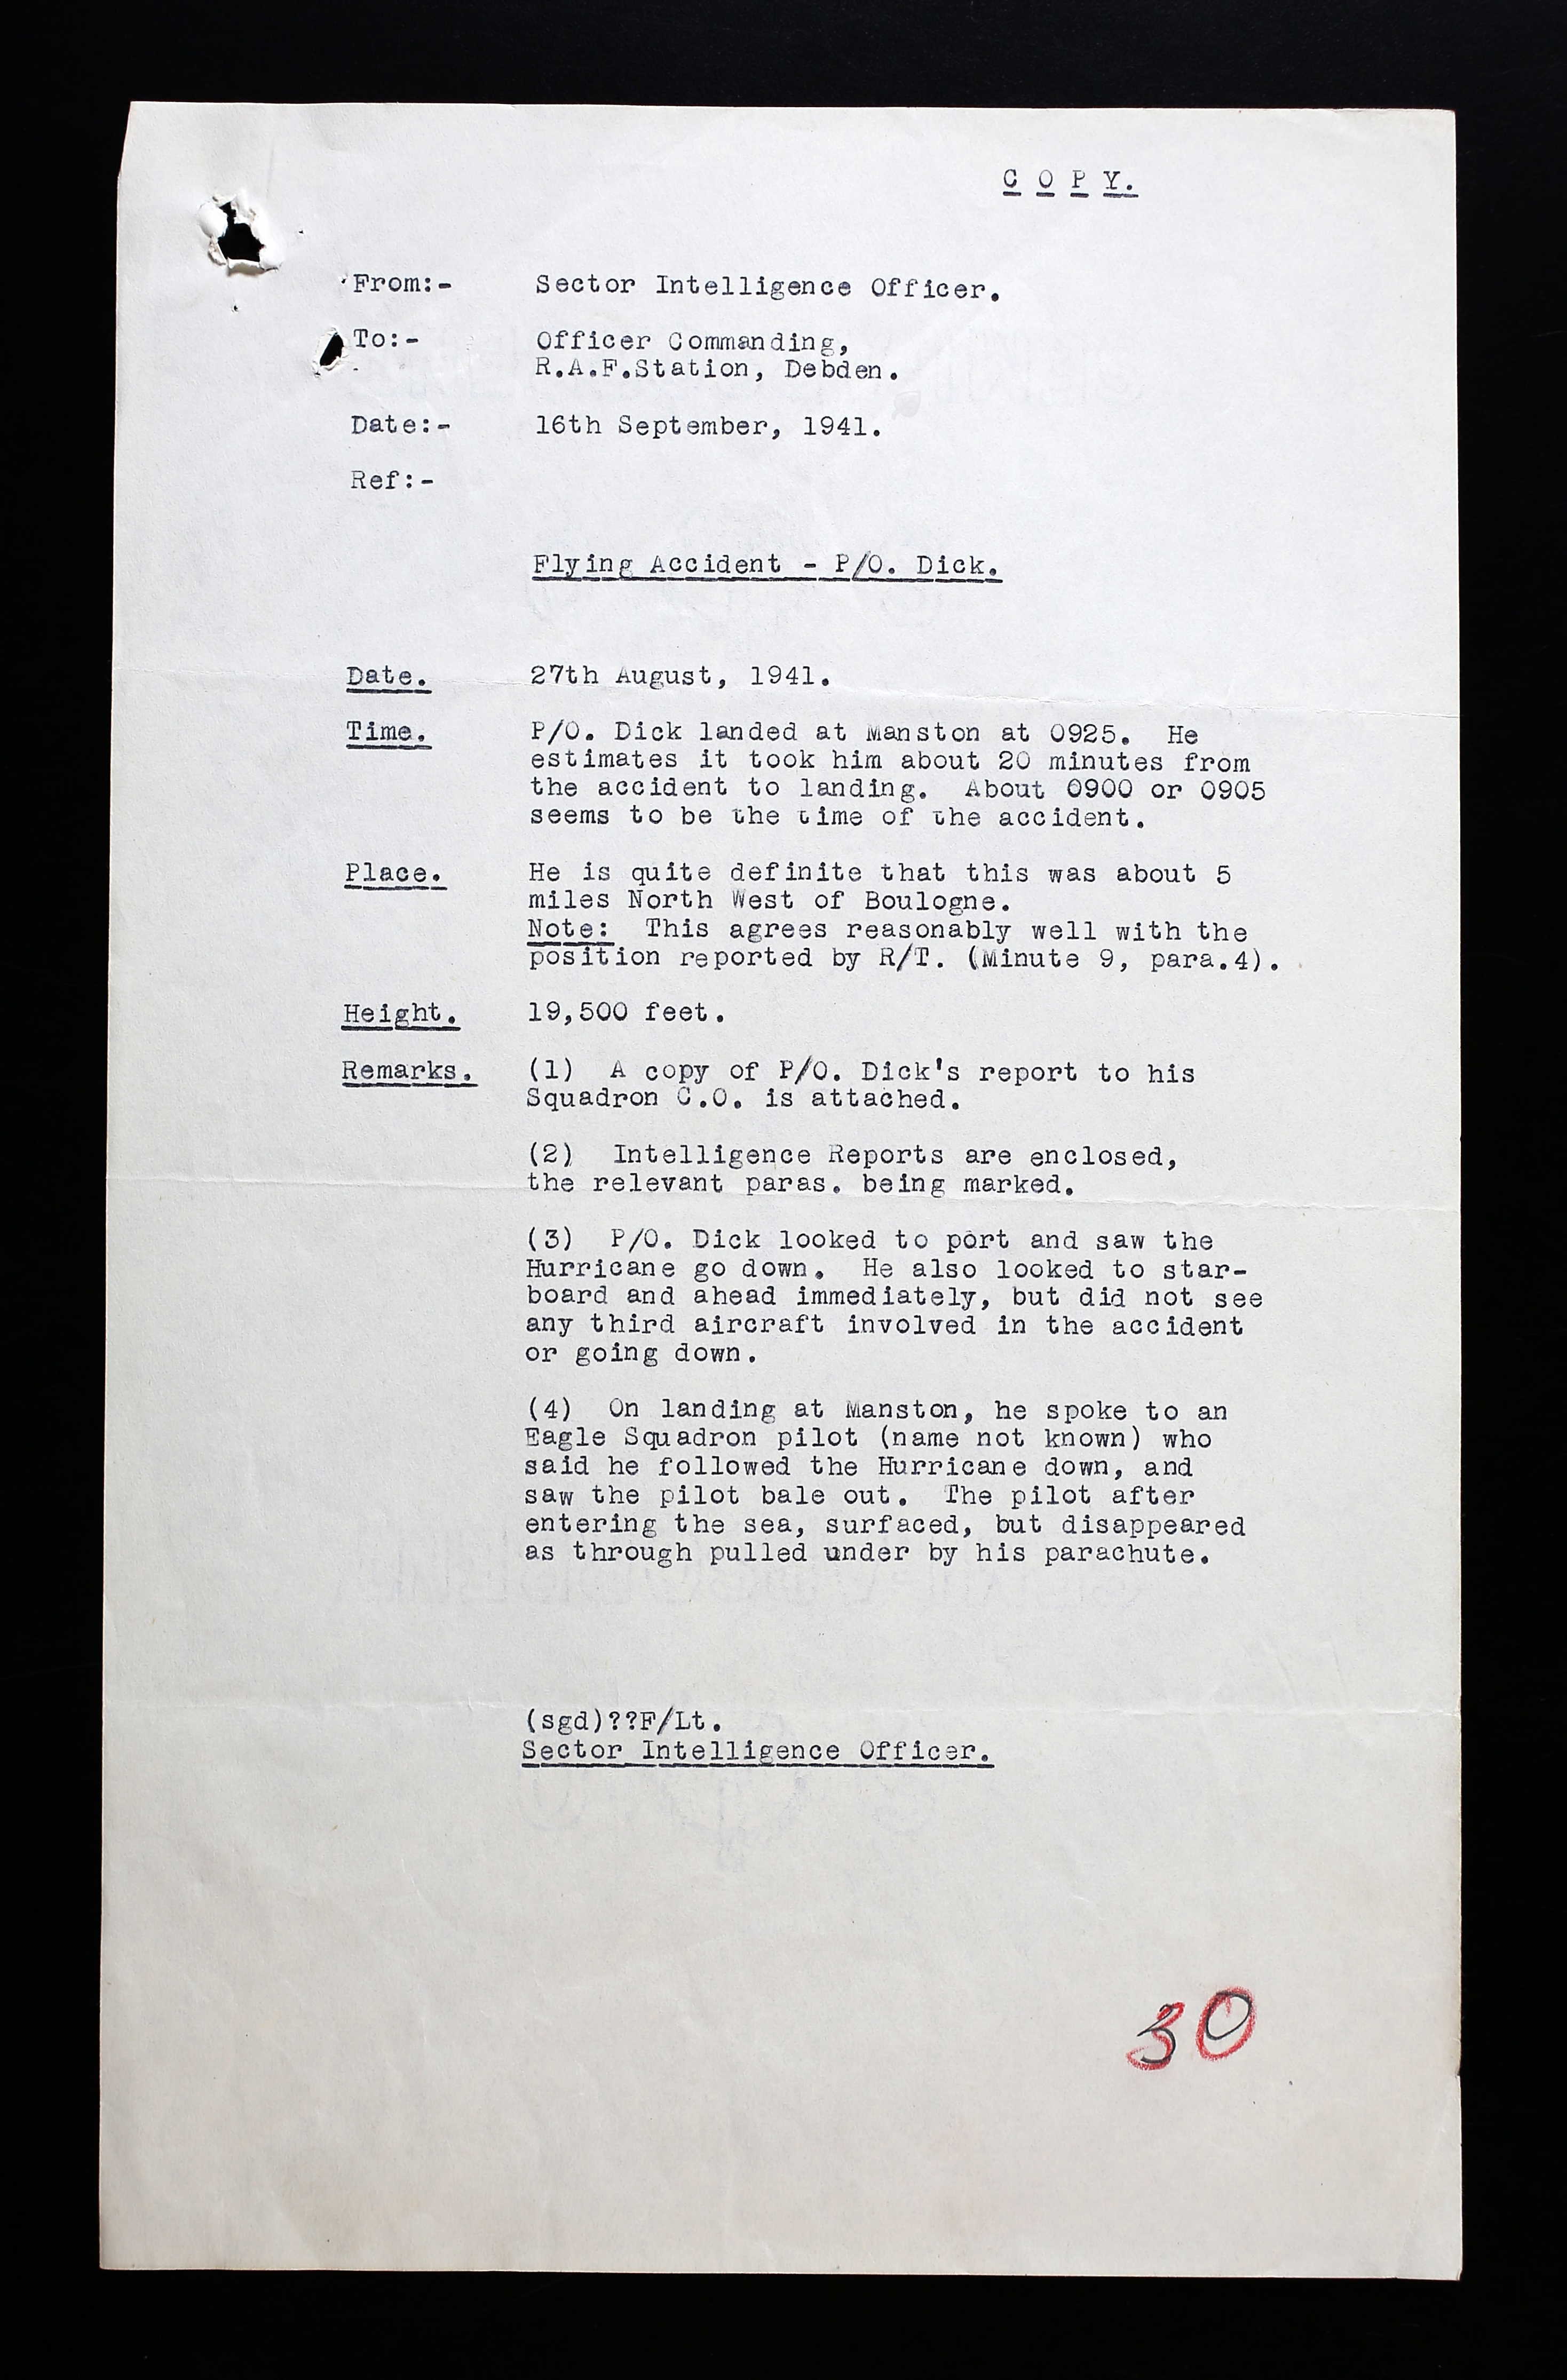 C O P Y.
From:- Sector Intelligence Officer.
To:- Officer Commanding,
R.A.F.Station, Debden.
Date:- 16th September, 1941.
Ref:-
Flying Accident - P/O. Dick.
Date. 27th August, 1941.
Time. P/O. Dick landed at Manston at 0925. He
estimates it took him about 20 minutes from
the accident to landing. About 0900 or 0905
seems to be the time of the accident.
Place. He is quite definite that this was about 5
miles North West of Boulogne.
Note: This agrees reasonably well with the
position reported by R/T. (Minute 9, para.4).
Height. 19,500 feet.
Remarks. (1) A copy of P/O. Dick's report to his
Squadron C.O. is attached.
(2) Intelligence Reports are enclosed,
the relevant paras. being marked.
(3) P/O. Dick looked to port and saw the
Hurricane go down. He also looked to star-
board and ahead immediately, but did not see
any third aircraft involved in the accident
or going down.
(4) On landing at Manston, he spoke to an
Eagle Squadron pilot (name not known) who
said he followed the Hurricane down, and
saw the pilot bale out. The pilot after
entering the sea, surfaced, but disappeared
as through pulled under by his parachute.
(sgd)??F/Lt.
Sector Intelligence Officer.
30